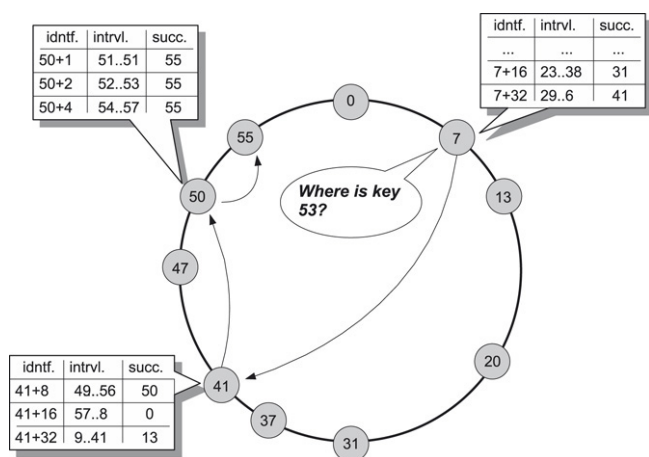 idntf. intrvl. succ.
50+1 51..51 55
50+2 52..53 55
50+4 54..57 55
idntf. intrvl. succ.
... ... ...
7+16 23..38 31
7+32 29..6 41
0
55
7
Where is key
53?
50
13
47
20
idntf. intrvl. succ.
41+8 49..56 50
41+16 57..8 0
41+32 9..41 13
41
37
31